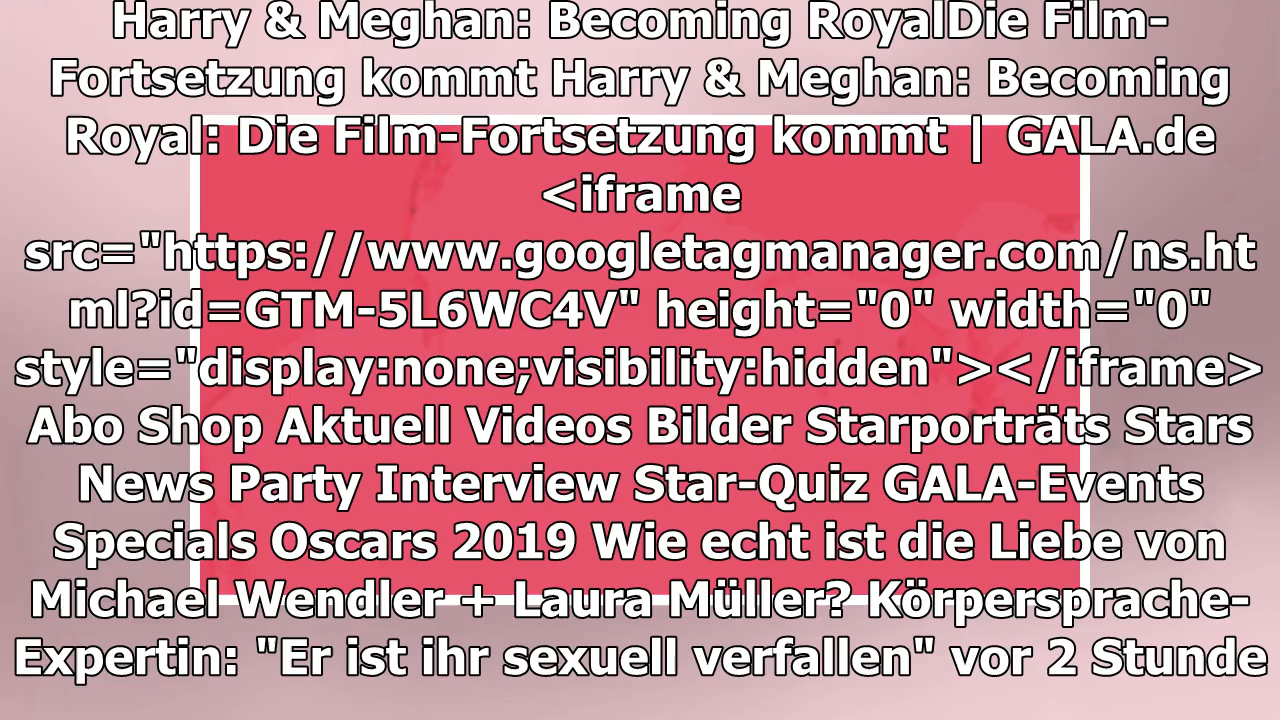 Harry & Meghan: Becoming RoyalDie Film-
Fortsetzung kommt Harry & Meghan: Becoming
Royal: Die Film-Fortsetzung kommt | GALA.de
<iframe
src="https://www.googletagmanager.com/ns.ht
ml?id=GTM-5L6WC4V" height="0" width="0"
style="display:none;visibility:hidden"></iframe>
Abo Shop Aktuell Videos Bilder Starporträts Stars
News Party Interview Star-Quiz GALA-Events
Specials Oscars 2019 Wie echt ist die Liebe von
Michael Wendler + Laura Müller? Körpersprache-
Expertin: "Er ist ihr sexuell verfallen" vor 2 Stunde